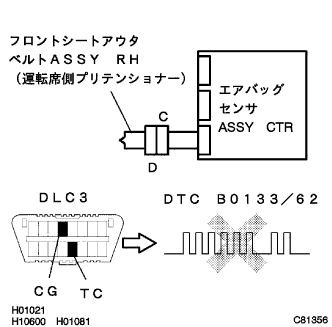 フロントシートアウタ
ベルトASSY RH
(運転席側プリテンショナー)
エアバッグ
センサ
ASSY CTR
C
D
DLC3
DTC B0133/62
CG
TC
H01021
H10600 H01081
C81356